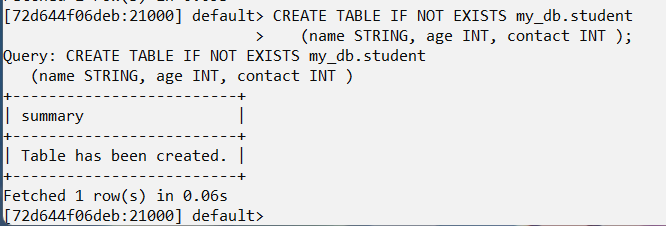 [72d644f06deb:21000] default> CREATE TABLE IF NOT EXISTS my_db.student
                            >    (name STRING, age INT, contact INT );
Query: CREATE TABLE IF NOT EXISTS my_db.student
   (name STRING, age INT, contact INT )
+-------------------------+
| summary                 |
+-------------------------+
| Table has been created. |
+-------------------------+
Fetched 1 row(s) in 0.06s
[72d644f06deb:21000] default>